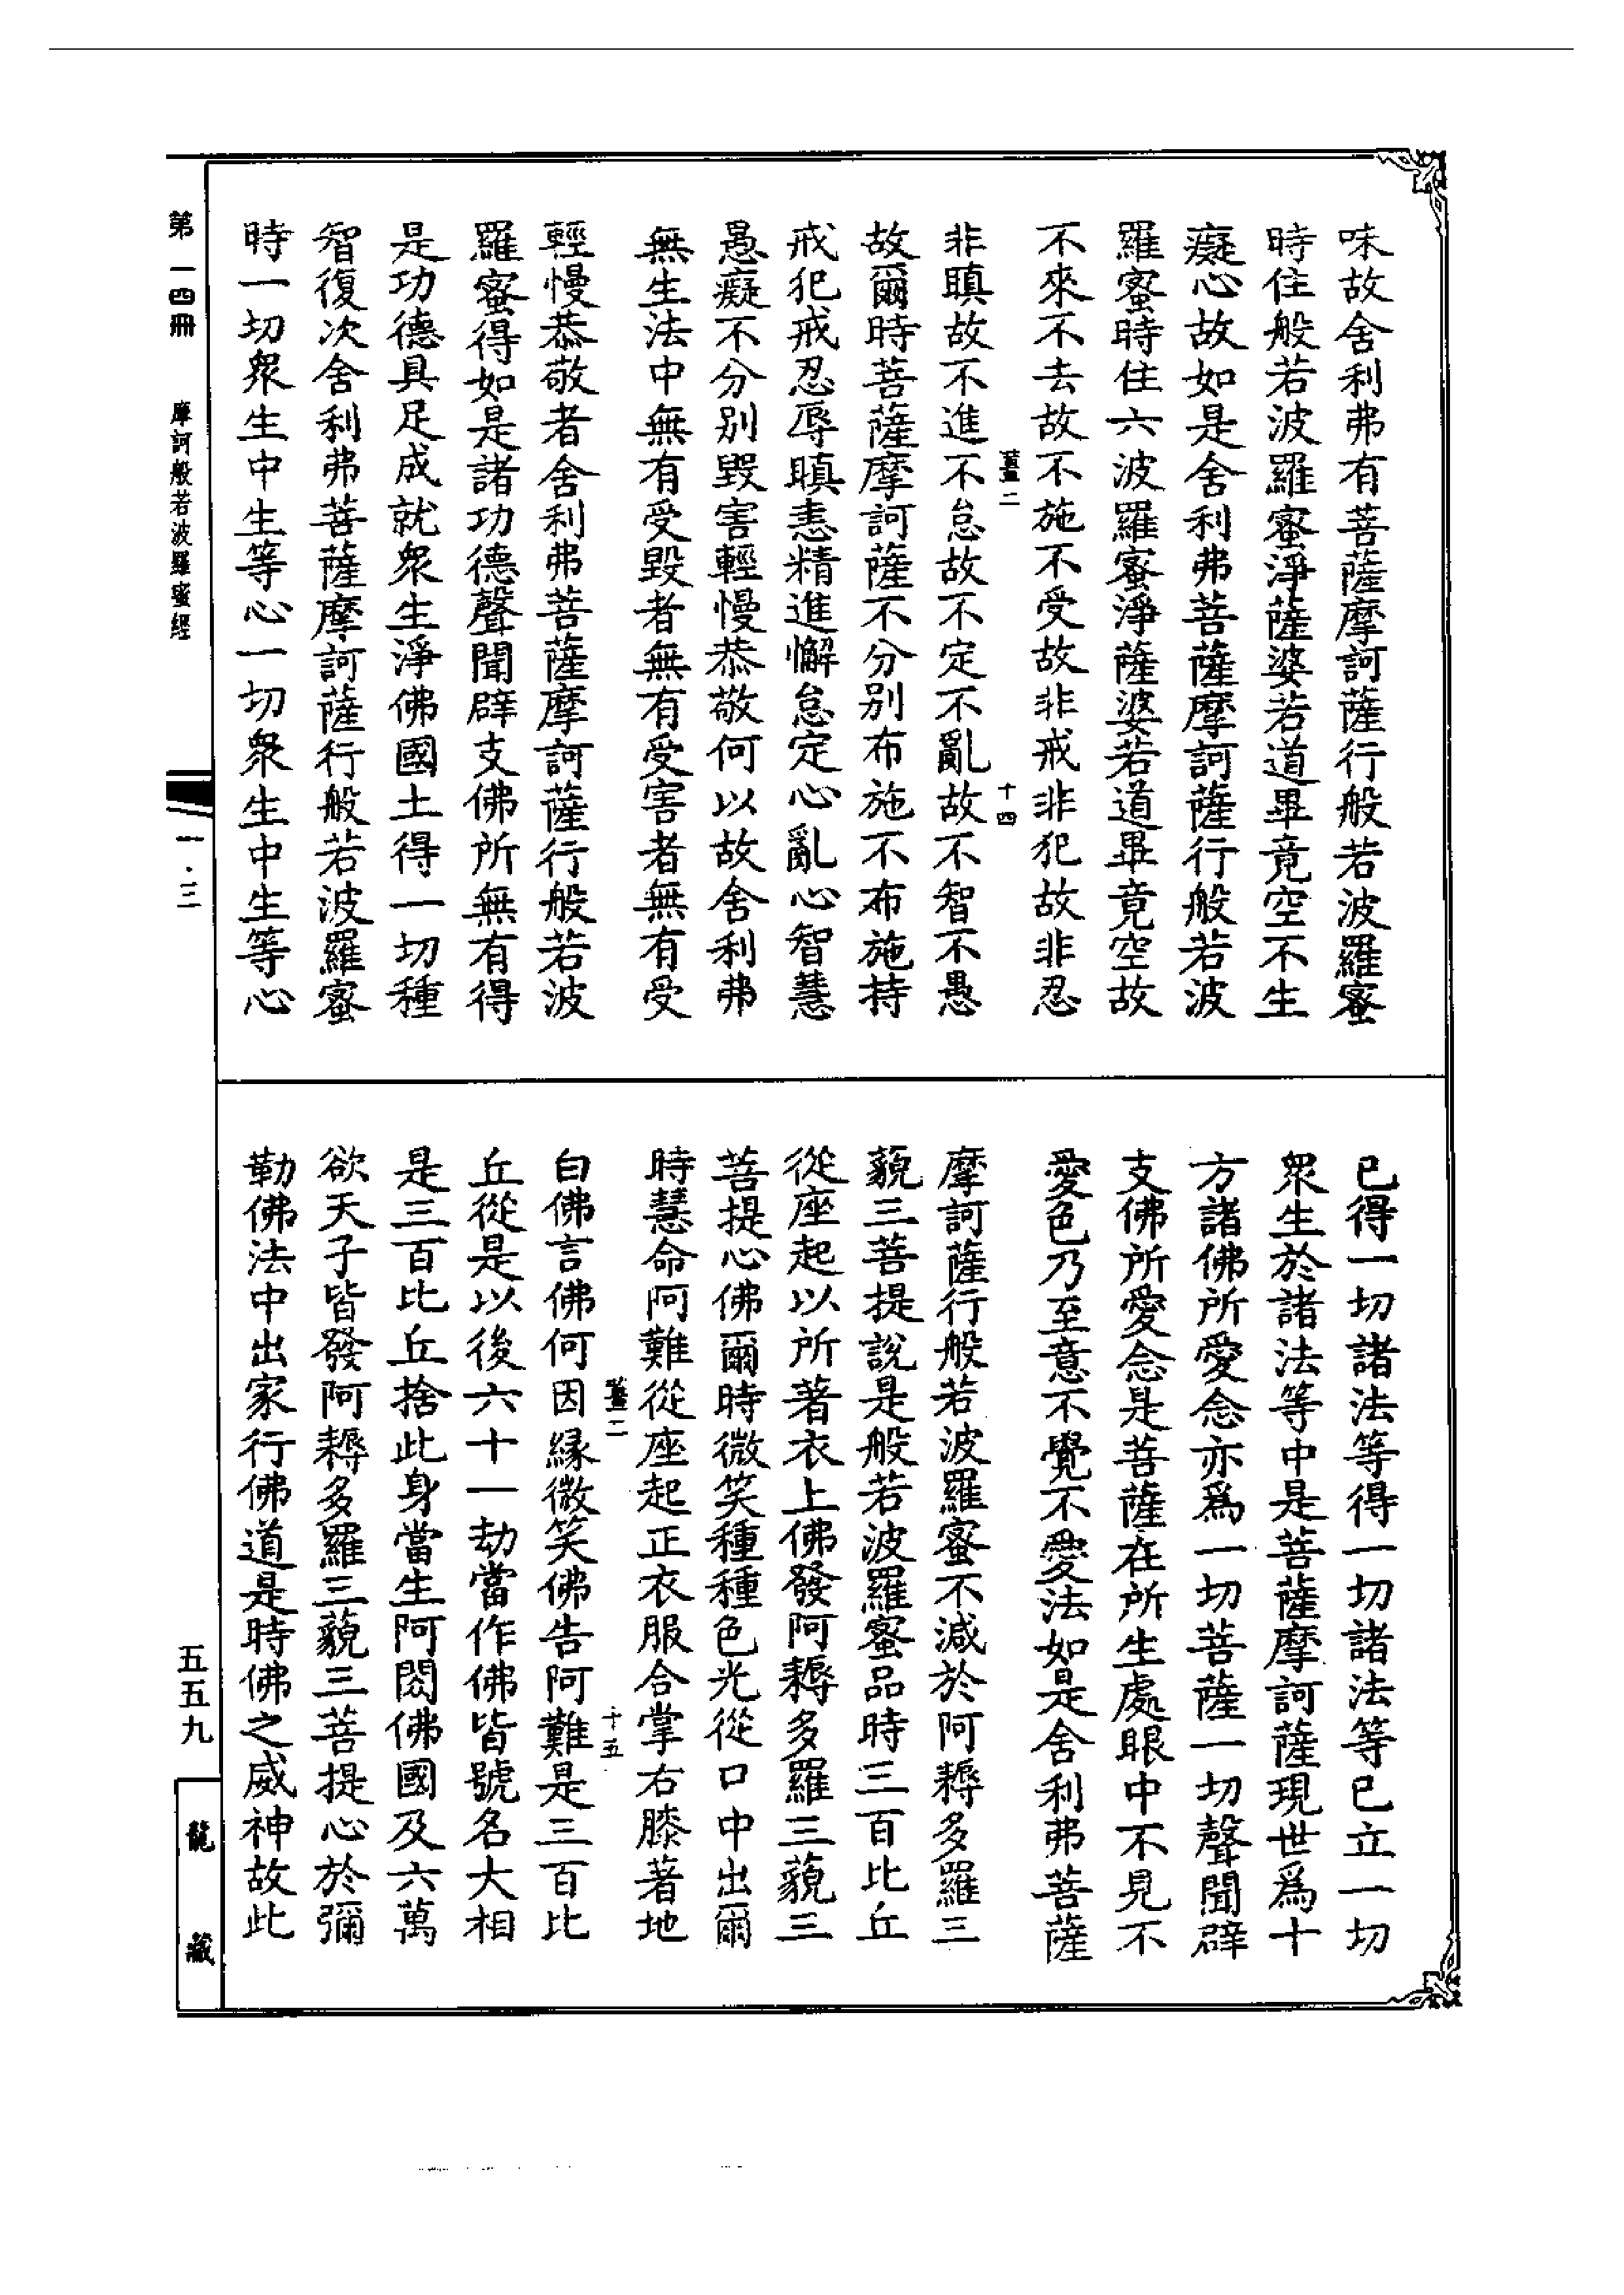 味故舍利弗有菩薩摩訶薩行般若波羅蜜
時住般若波羅蜜淨薩婆若道畢竟空不生
癡心故如是舍利弗菩薩摩訶薩行般若波
羅蜜時住六波羅蜜淨薩婆若道畢竟空故
不來不去故不施不受故非戒非犯故非忍
薑二
十四
非瞋故不進不怠故不定不亂故不智不愚
故爾時菩薩摩訶薩不分別布施不布施持
戒犯戒忍辱瞋恚精進懈怠定心亂心智慧
愚癡不分別毀害輕慢恭敬何以故舍利弗
無生法中無有受毀者無有受害者無有受
輕慢恭敬者舍利弗菩薩摩訶薩行般若波
羅蜜得如是諸功德聲聞辟支佛所無有得
是功德具足成就眾生淨佛國土得一切種
智復次舍利弗菩薩摩訶薩行般若波羅蜜
時一切眾生中生等心一切眾生中生等心
已得一切諸法等得一切諸法等已立一切
眾生於諸法等中是菩薩摩訶薩現世為十
方諸佛所愛念亦為一切菩薩一切聲聞辟
支佛所愛念是菩薩在所生處眼中不見不
愛色乃至意不覺不愛法如是舍利弗菩薩
摩訶薩行般若波羅蜜不減於阿耨多羅三
藐三菩提說是般若波羅蜜品時三百比丘
從座起以所著衣上佛發阿耨多羅三藐三
菩提心佛爾時微笑種種色光從口中出爾
時慧命阿難從座起正衣服合掌右膝著地
薑二
十五
白佛言佛何因緣微笑佛告阿難是三百比
丘從是以後六十一劫當作佛皆號名大相
是三百比丘捨此身當生阿閦佛國及六萬
欲天子皆發阿耨多羅三藐三菩提心於彌
勒佛法中出家行佛道是時佛之威神故此
第一四冊
摩訶般若波羅蜜經
一·三
五五九
龍藏